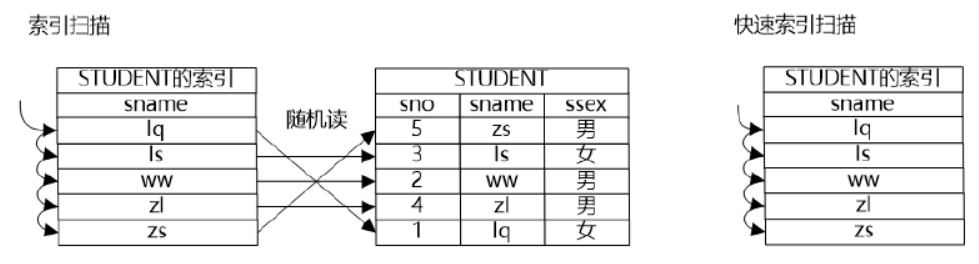 索引扫描
快速索引扫描
STUDENT的索引
sname
lq
ls
ww
zl
zs
随机读
STUDENT
sno sname ssex
5 zs 男
3 ls 女
2 ww 男
4 zl 男
1 lq 女
STUDENT的索引
sname
lq
ls
ww
zl
zs